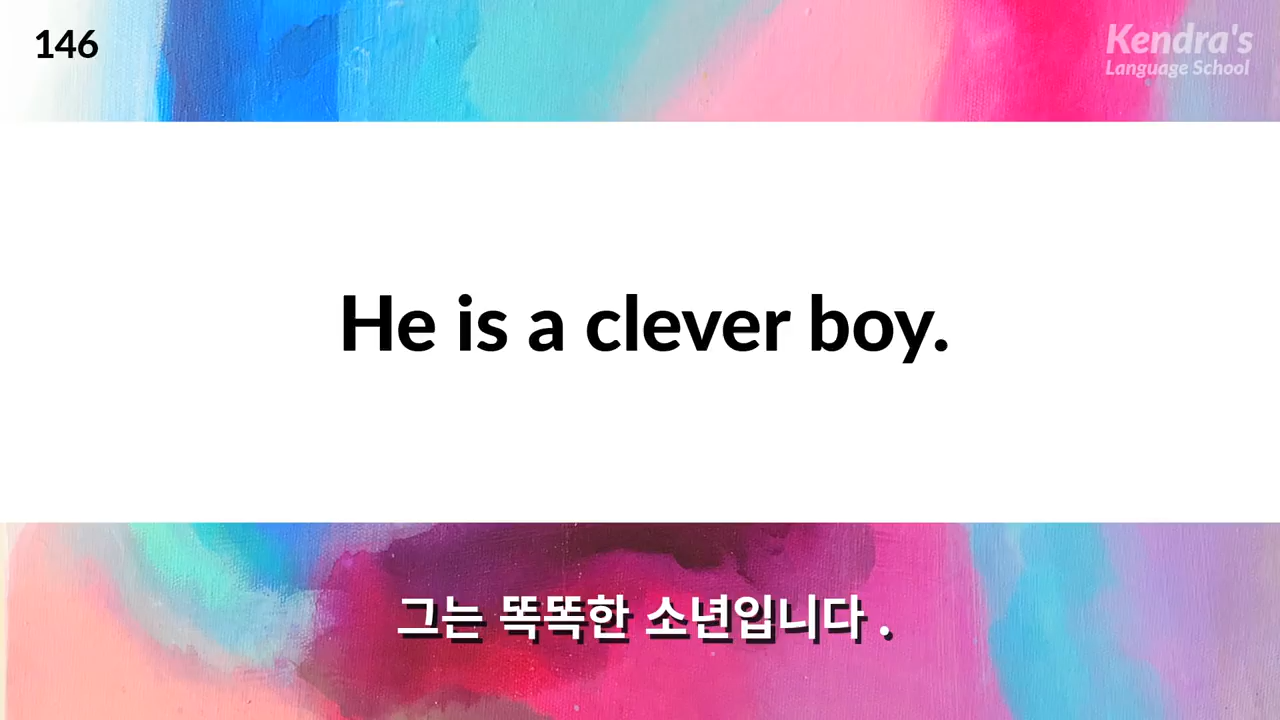 146
Kendra's
Language School
He is a clever boy.
그는 똑똑한 소년입니다 .